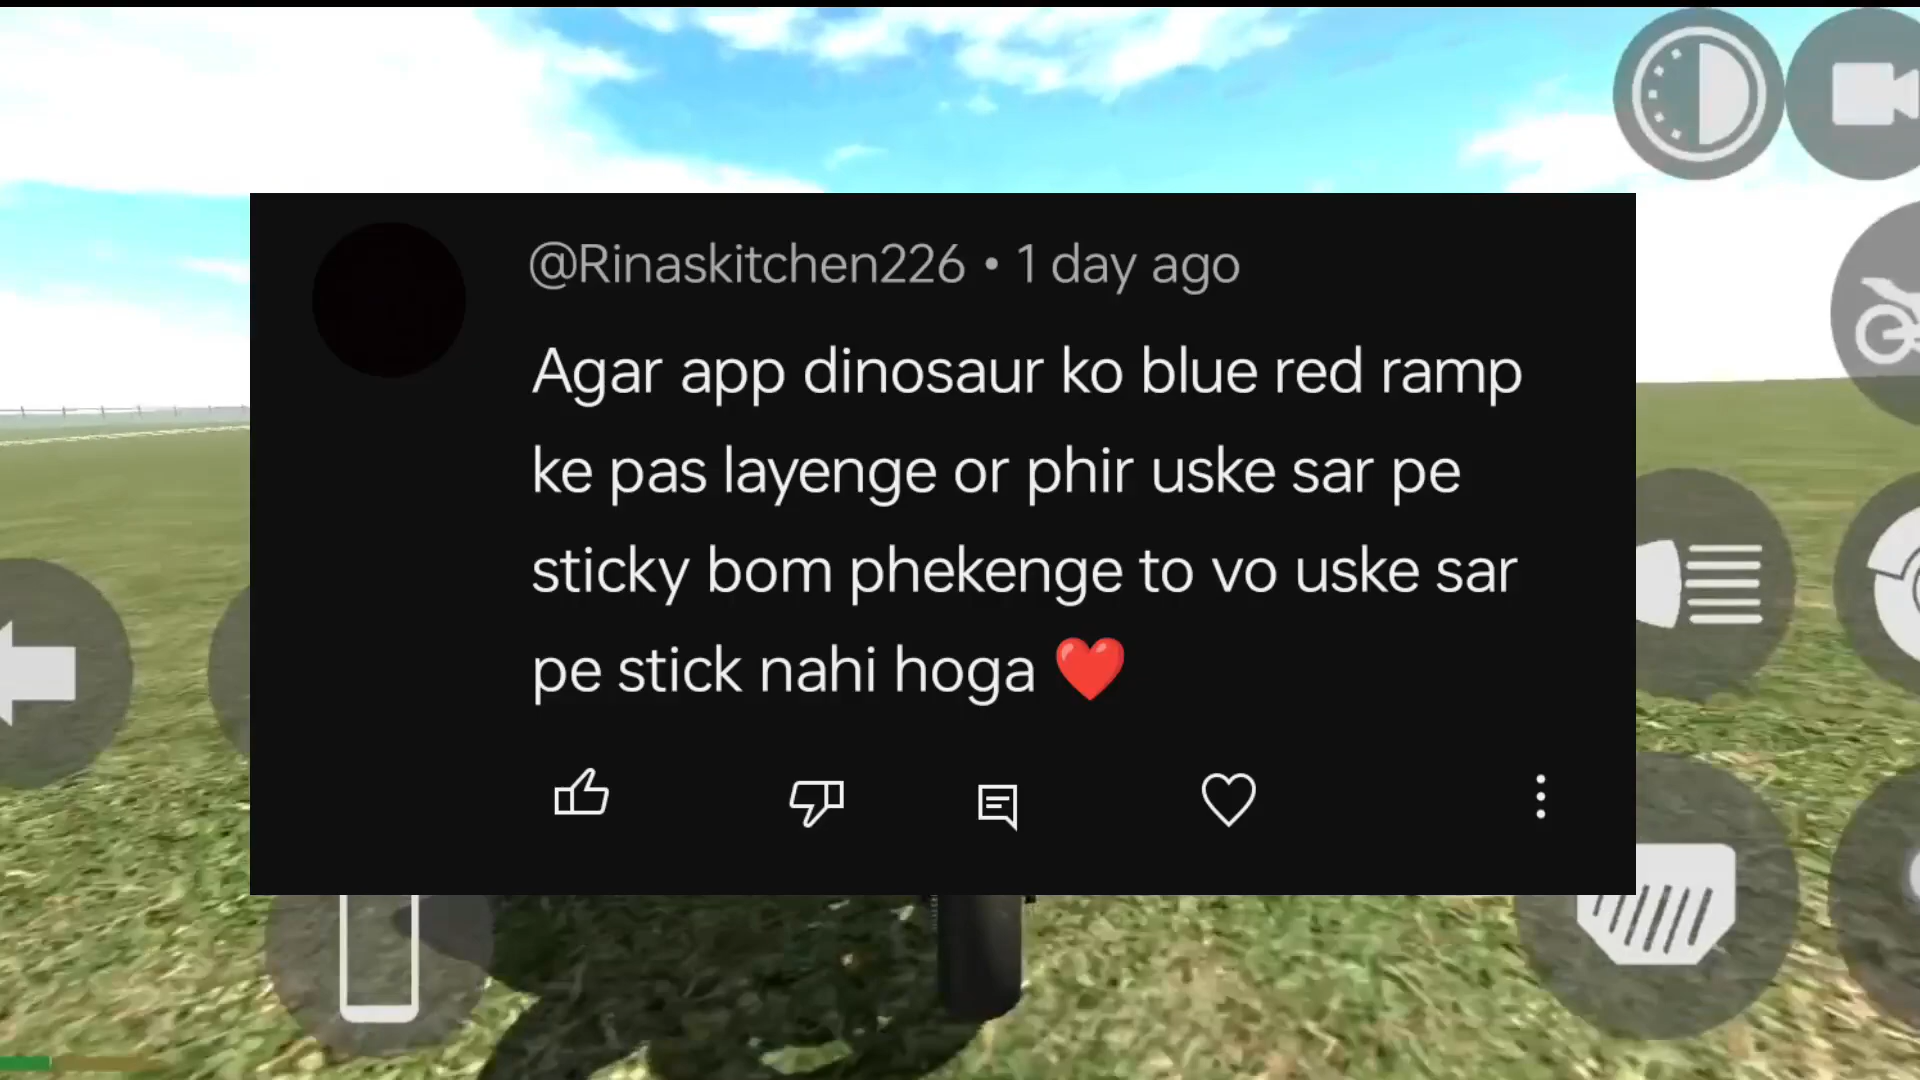 @Rinaskitchen226 • 1 day ago
Agar app dinosaur ko blue red ramp
ke pas layenge or phir uske sar pe
sticky bom phekenge to vo uske sar
pe stick nahi hoga ❤️